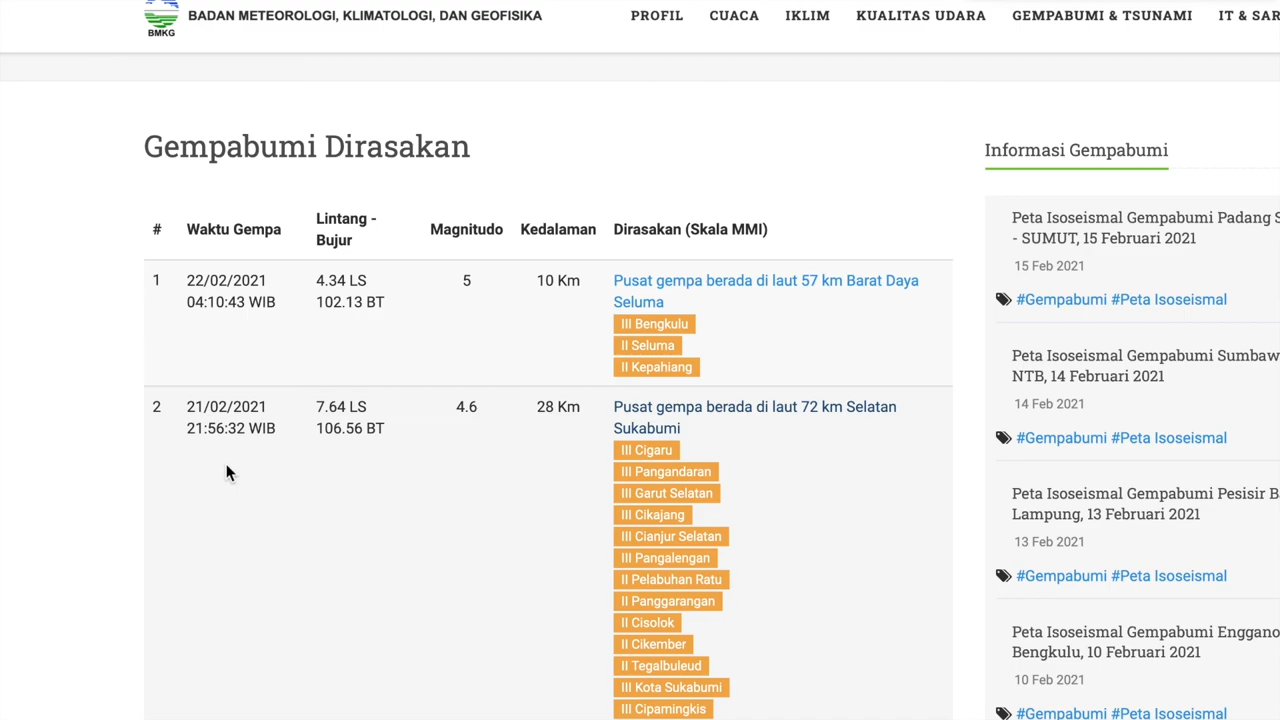 BMKG
BADAN METEOROLOGI, KLIMATOLOGI, DAN GEOFISIKA
PROFIL CUACA IKLIM KUALITAS UDARA GEMPABUMI & TSUNAMI IT & SAR
Gempabumi Dirasakan
# Waktu Gempa Lintang - Bujur Magnitudo Kedalaman Dirasakan (Skala MMI)
1 22/02/2021 4.34 LS 5 10 Km Pusat gempa berada di laut 57 km Barat Daya
04:10:43 WIB 102.13 BT Seluma
III Bengkulu
II Seluma
II Kepahiang
2 21/02/2021 7.64 LS 4.6 28 Km Pusat gempa berada di laut 72 km Selatan
21:56:32 WIB 106.56 BT Sukabumi
III Cigaru
III Pangandaran
III Garut Selatan
III Cikajang
III Cianjur Selatan
III Pangalengan
II Pelabuhan Ratu
II Panggarangan
II Cisolok
II Cikember
II Tegalbuleud
III Kota Sukabumi
III Cipamingkis
Informasi Gempabumi
Peta Isoseismal Gempabumi Padang S
- SUMUT, 15 Februari 2021
15 Feb 2021
#Gempabumi #Peta Isoseismal
Peta Isoseismal Gempabumi Sumbaw
NTB, 14 Februari 2021
14 Feb 2021
#Gempabumi #Peta Isoseismal
Peta Isoseismal Gempabumi Pesisir B
Lampung, 13 Februari 2021
13 Feb 2021
#Gempabumi #Peta Isoseismal
Peta Isoseismal Gempabumi Enggano
Bengkulu, 10 Februari 2021
10 Feb 2021
#Gempabumi #Peta Isoseismal